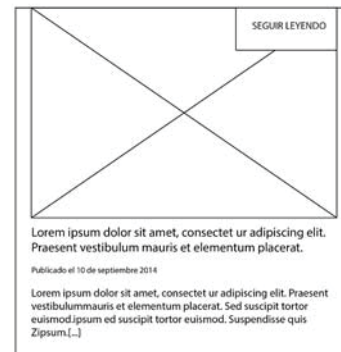 SEGUIR LEYENDO
Lorem ipsum dolor sit amet, consectet ur adipiscing elit.
Praesent vestibulum mauris et elementum placerat.
Publicado el 10 de septiembre 2014
Lorem ipsum dolor sit amet, consectet ur adipiscing elit. Praesent
vestibulummauris et elementum placerat. Sed suscipit tortor
euismod.ipsum ed suscipit tortor euismod. Suspendisse quis
Zipsum.[...]